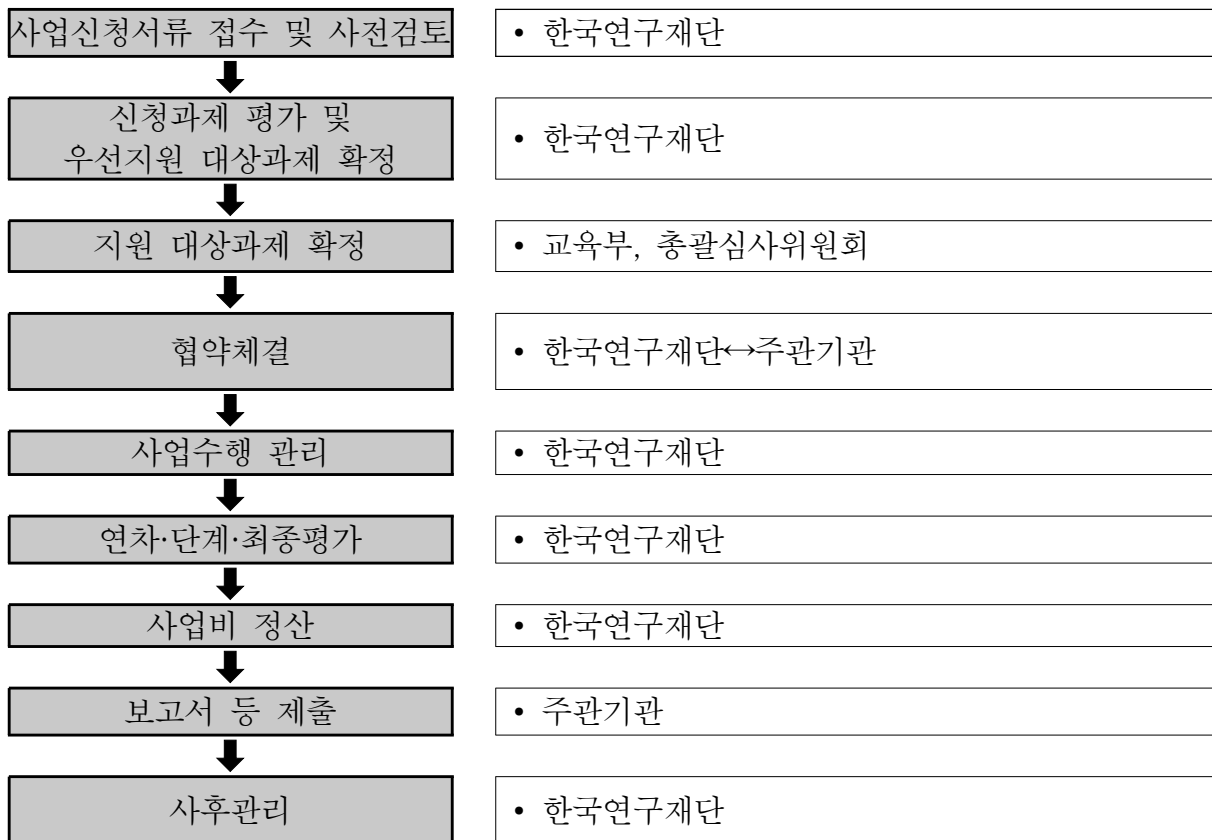 사업신청서류 접수 및 사전검토
• 한국연구재단
신청과제 평가 및
우선지원 대상과제 확정
• 한국연구재단
지원 대상과제 확정
• 교육부, 총괄심사위원회
협약체결
• 한국연구재단↔주관기관
사업수행 관리
• 한국연구재단
연차·단계·최종평가
• 한국연구재단
사업비 정산
• 한국연구재단
보고서 등 제출
• 주관기관
사후관리
• 한국연구재단